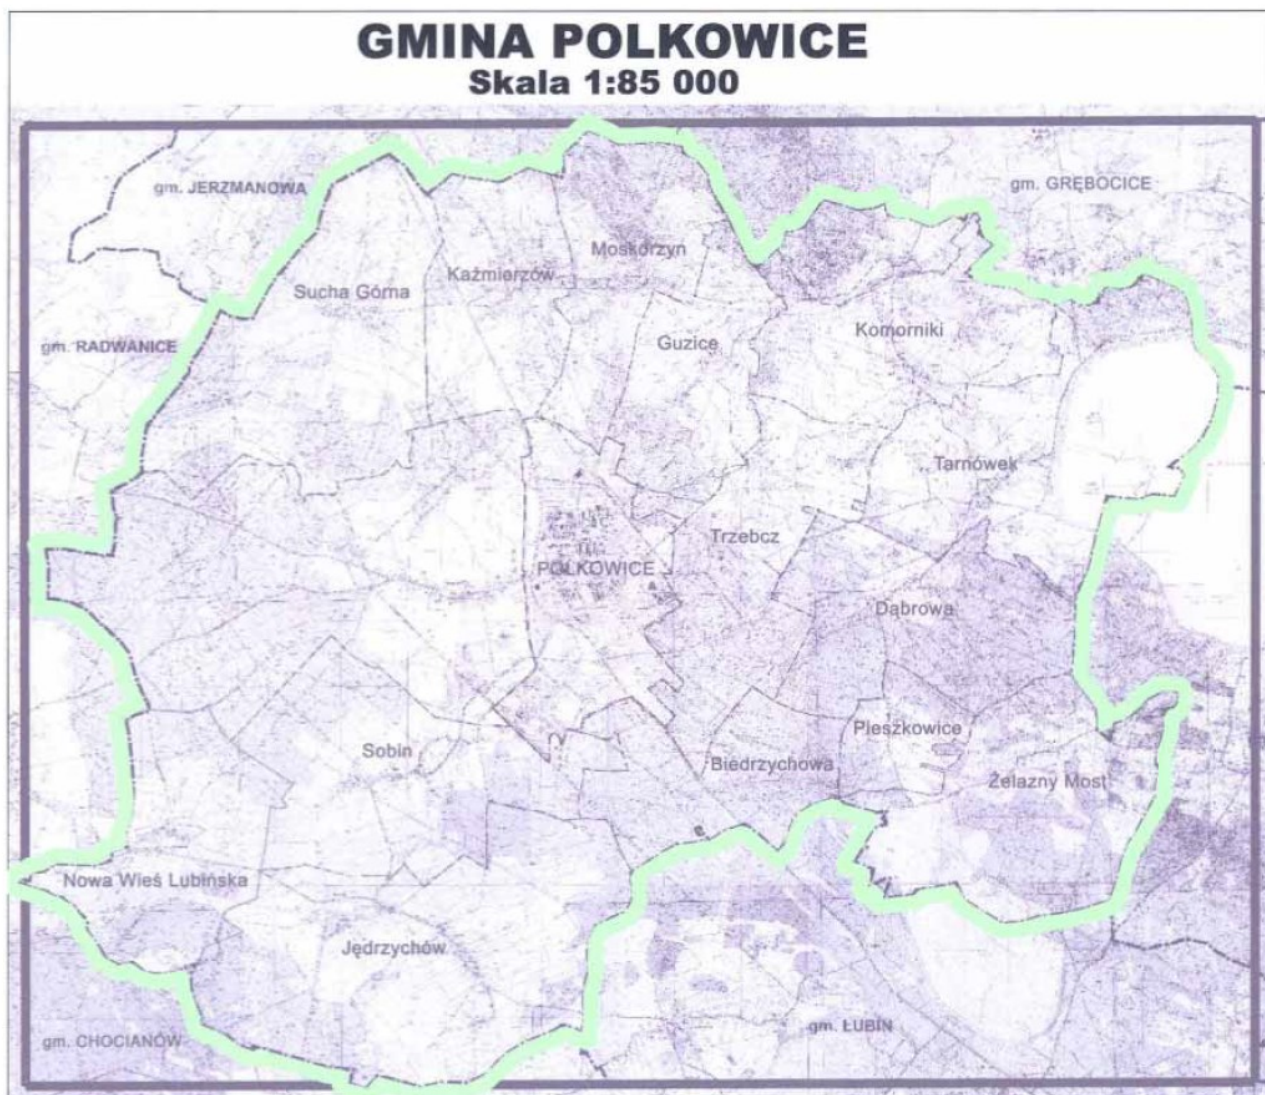 GMINA POLKOWICE
Skala 1:85 000
gm. JERZMANOWA
gm. GRĘBOCICE
Moskorzyn
Kaźmierzów
Sucha Górna
Komorniki
Guzice
gm. RADWANICE
Tarnówek
Trzebcz
POLKOWICE
Dąbrowa
Pieszkowice
Sobin
Biedrzychowa
Żelazny Most
Nowa Wieś Lubińska
Jędrzychów
gm. LUBIN
gm. CHOCIANÓW